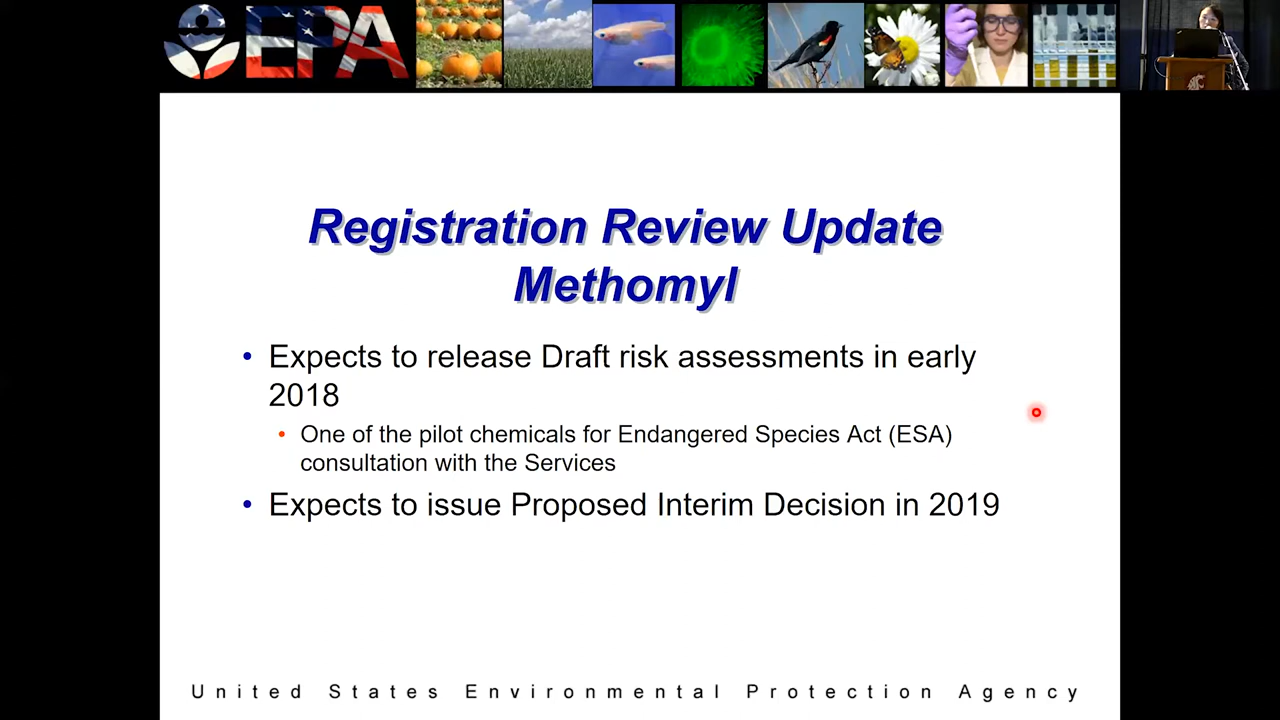 EPA
Registration Review Update
Methomyl
• Expects to release Draft risk assessments in early
2018
• One of the pilot chemicals for Endangered Species Act (ESA)
consultation with the Services
• Expects to issue Proposed Interim Decision in 2019
United States Environmental Protection Agency